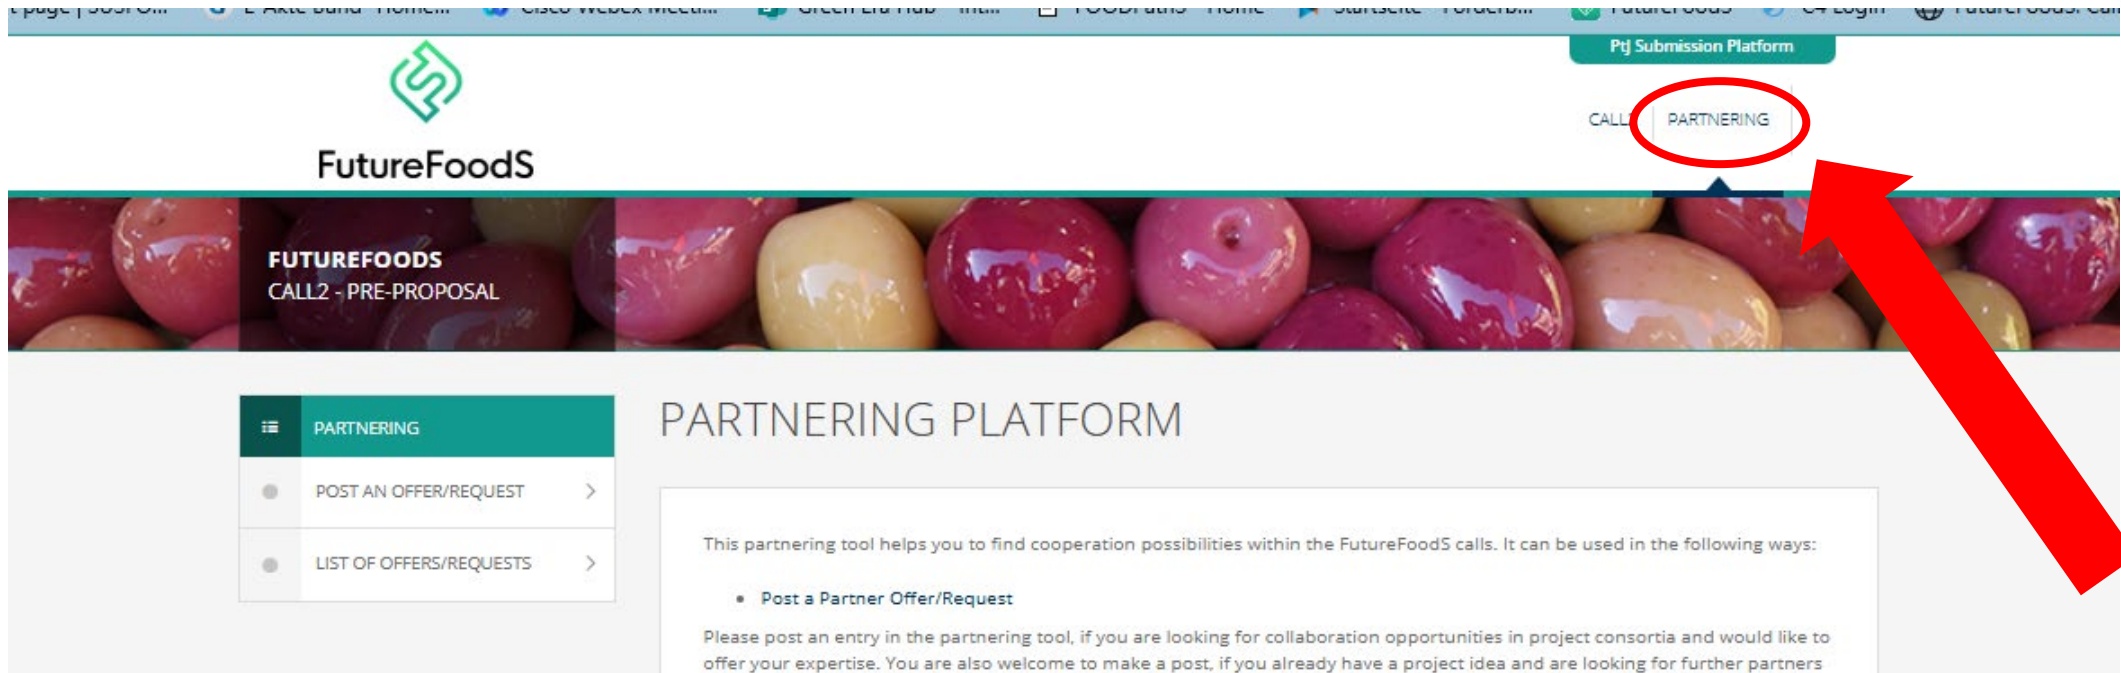 PtJ Submission Platform
PARTNERING
FutureFoodS
FUTUREFOODS
CALL2 - PRE-PROPOSAL
PARTNERING
POST AN OFFER/REQUEST
LIST OF OFFERS/REQUESTS
PARTNERING PLATFORM
This partnering tool helps you to find cooperation possibilities within the FutureFoodS calls. It can be used in the following ways:
• Post a Partner Offer/Request
Please post an entry in the partnering tool, if you are looking for collaboration opportunities in project consortia and would like to
offer your expertise. You are also welcome to make a post, if you already have a project idea and are looking for further partners